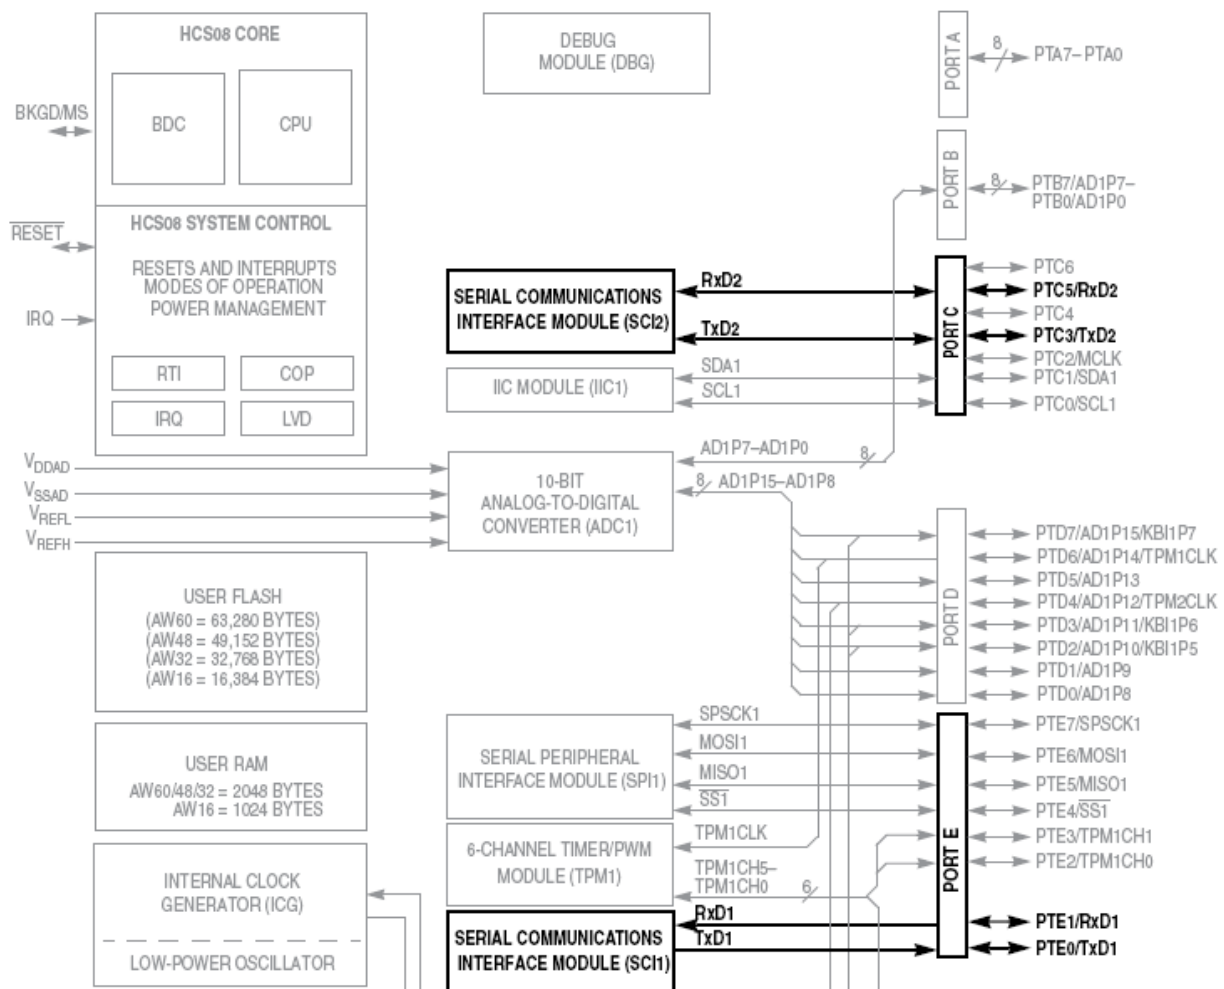 HCS08 CORE
BDC
CPU
BKGD/MS
HCS08 SYSTEM CONTROL
RESET
RESETS AND INTERRUPTS
MODES OF OPERATION
POWER MANAGEMENT
IRQ
RTI
COP
IRQ
LVD
VDDAD
VSSAD
VREFL
VREFH
USER FLASH
(AW60 = 63,280 BYTES)
(AW48 = 49,152 BYTES)
(AW32 = 32,768 BYTES)
(AW16 = 16,384 BYTES)
USER RAM
AW60/48/32 = 2048 BYTES
AW16 = 1024 BYTES
INTERNAL CLOCK
GENERATOR (ICG)
LOW-POWER OSCILLATOR
DEBUG
MODULE (DBG)
SERIAL COMMUNICATIONS
INTERFACE MODULE (SCI2)
RxD2
TxD2
IIC MODULE (IIC1)
SDA1
SCL1
10-BIT
ANALOG-TO-DIGITAL
CONVERTER (ADC1)
AD1P7–AD1P0
8
8
AD1P15–AD1P8
SERIAL PERIPHERAL
INTERFACE MODULE (SPI1)
SPSCK1
MOSI1
MISO1
SS1
6-CHANNEL TIMER/PWM
MODULE (TPM1)
TPM1CLK
TPM1CH5–
TPM1CH0
6
SERIAL COMMUNICATIONS
INTERFACE MODULE (SCI1)
RxD1
TxD1
PORT A
8
PTA7– PTA0
PORT B
8
PTB7/AD1P7–
PTB0/AD1P0
PORT C
PTC6
PTC5/RxD2
PTC4
PTC3/TxD2
PTC2/MCLK
PTC1/SDA1
PTC0/SCL1
PORT D
PTD7/AD1P15/KBI1P7
PTD6/AD1P14/TPM1CLK
PTD5/AD1P13
PTD4/AD1P12/TPM2CLK
PTD3/AD1P11/KBI1P6
PTD2/AD1P10/KBI1P5
PTD1/AD1P9
PTD0/AD1P8
PORT E
PTE7/SPSCK1
PTE6/MOSI1
PTE5/MISO1
PTE4/SS1
PTE3/TPM1CH1
PTE2/TPM1CH0
PTE1/RxD1
PTE0/TxD1